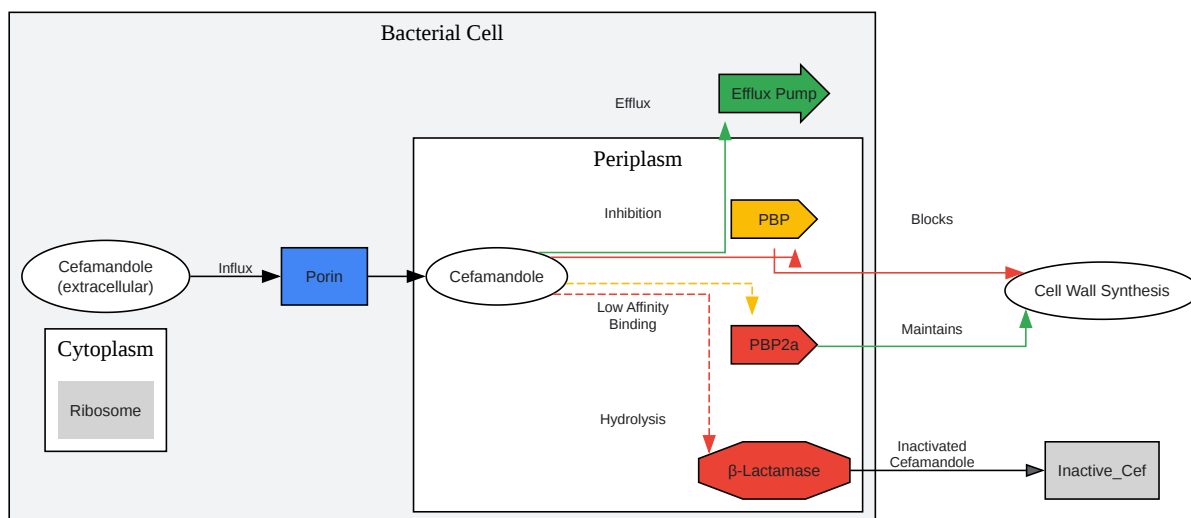 Bacterial Cell
Efflux Pump
Efflux
Periplasm
Inhibition
PBP
Blocks
Cefamandole
(extracellular)
Influx
Porin
Cefamandole
Cell Wall Synthesis
Low Affinity
Binding
Maintains
Cytoplasm
PBP2a
Ribosome
Hydrolysis
Inactivated
Cefamandole
β-Lactamase
Inactive_Cef